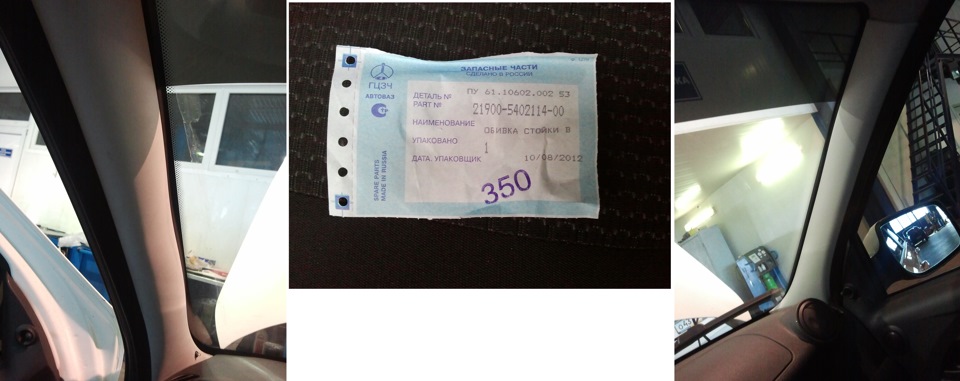 ЗАПАСНЫЕ ЧАСТИ
СДЕЛАНО В РОССИИ
ГЦЗЧ
АВТОВАЗ
ДЕТАЛЬ № ПУ 61.10602.002 53
PART № 21900-5402114-00
НАИМЕНОВАНИЕ ОБИВКА СТОЙКИ В
УПАКОВАНО 1
ДАТА. УПАКОВЩИК 10/08/2012
350
SPARE PARTS
MADE IN RUSSIA